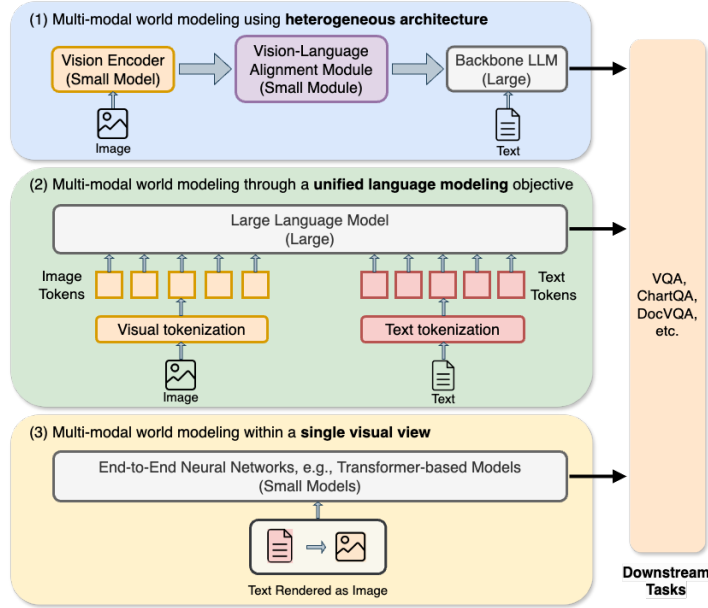 (1) Multi-modal world modeling using heterogeneous architecture
Vision Encoder
(Small Model)
Vision-Language
Alignment Module
(Small Module)
Backbone LLM
(Large)
Image
Text
(2) Multi-modal world modeling through a unified language modeling objective
Large Language Model
(Large)
Image
Tokens
Text
Tokens
Visual tokenization
Text tokenization
Image
Text
(3) Multi-modal world modeling within a single visual view
End-to-End Neural Networks, e.g., Transformer-based Models
(Small Models)
Text Rendered as Image
VQA,
ChartQA,
DocVQA,
etc.
Downstream
Tasks